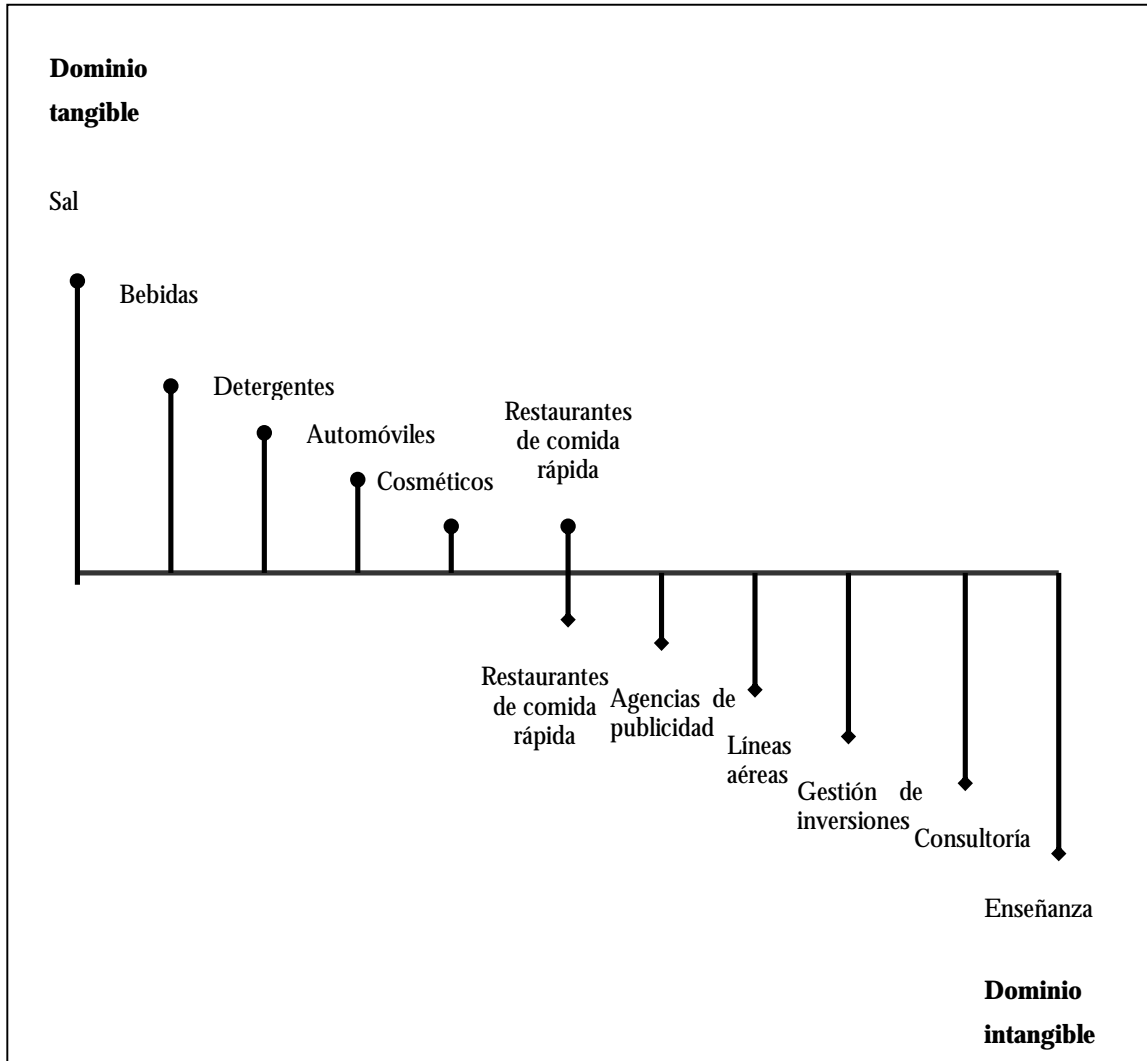 Dominio
tangible
Sal
Bebidas
Detergentes
Automóviles
Cosméticos
Restaurantes
de comida
rápida
Restaurantes
de comida
rápida
Agencias de
publicidad
Líneas
aéreas
Gestión de
inversiones
Consultoría
Enseñanza
Dominio
intangible